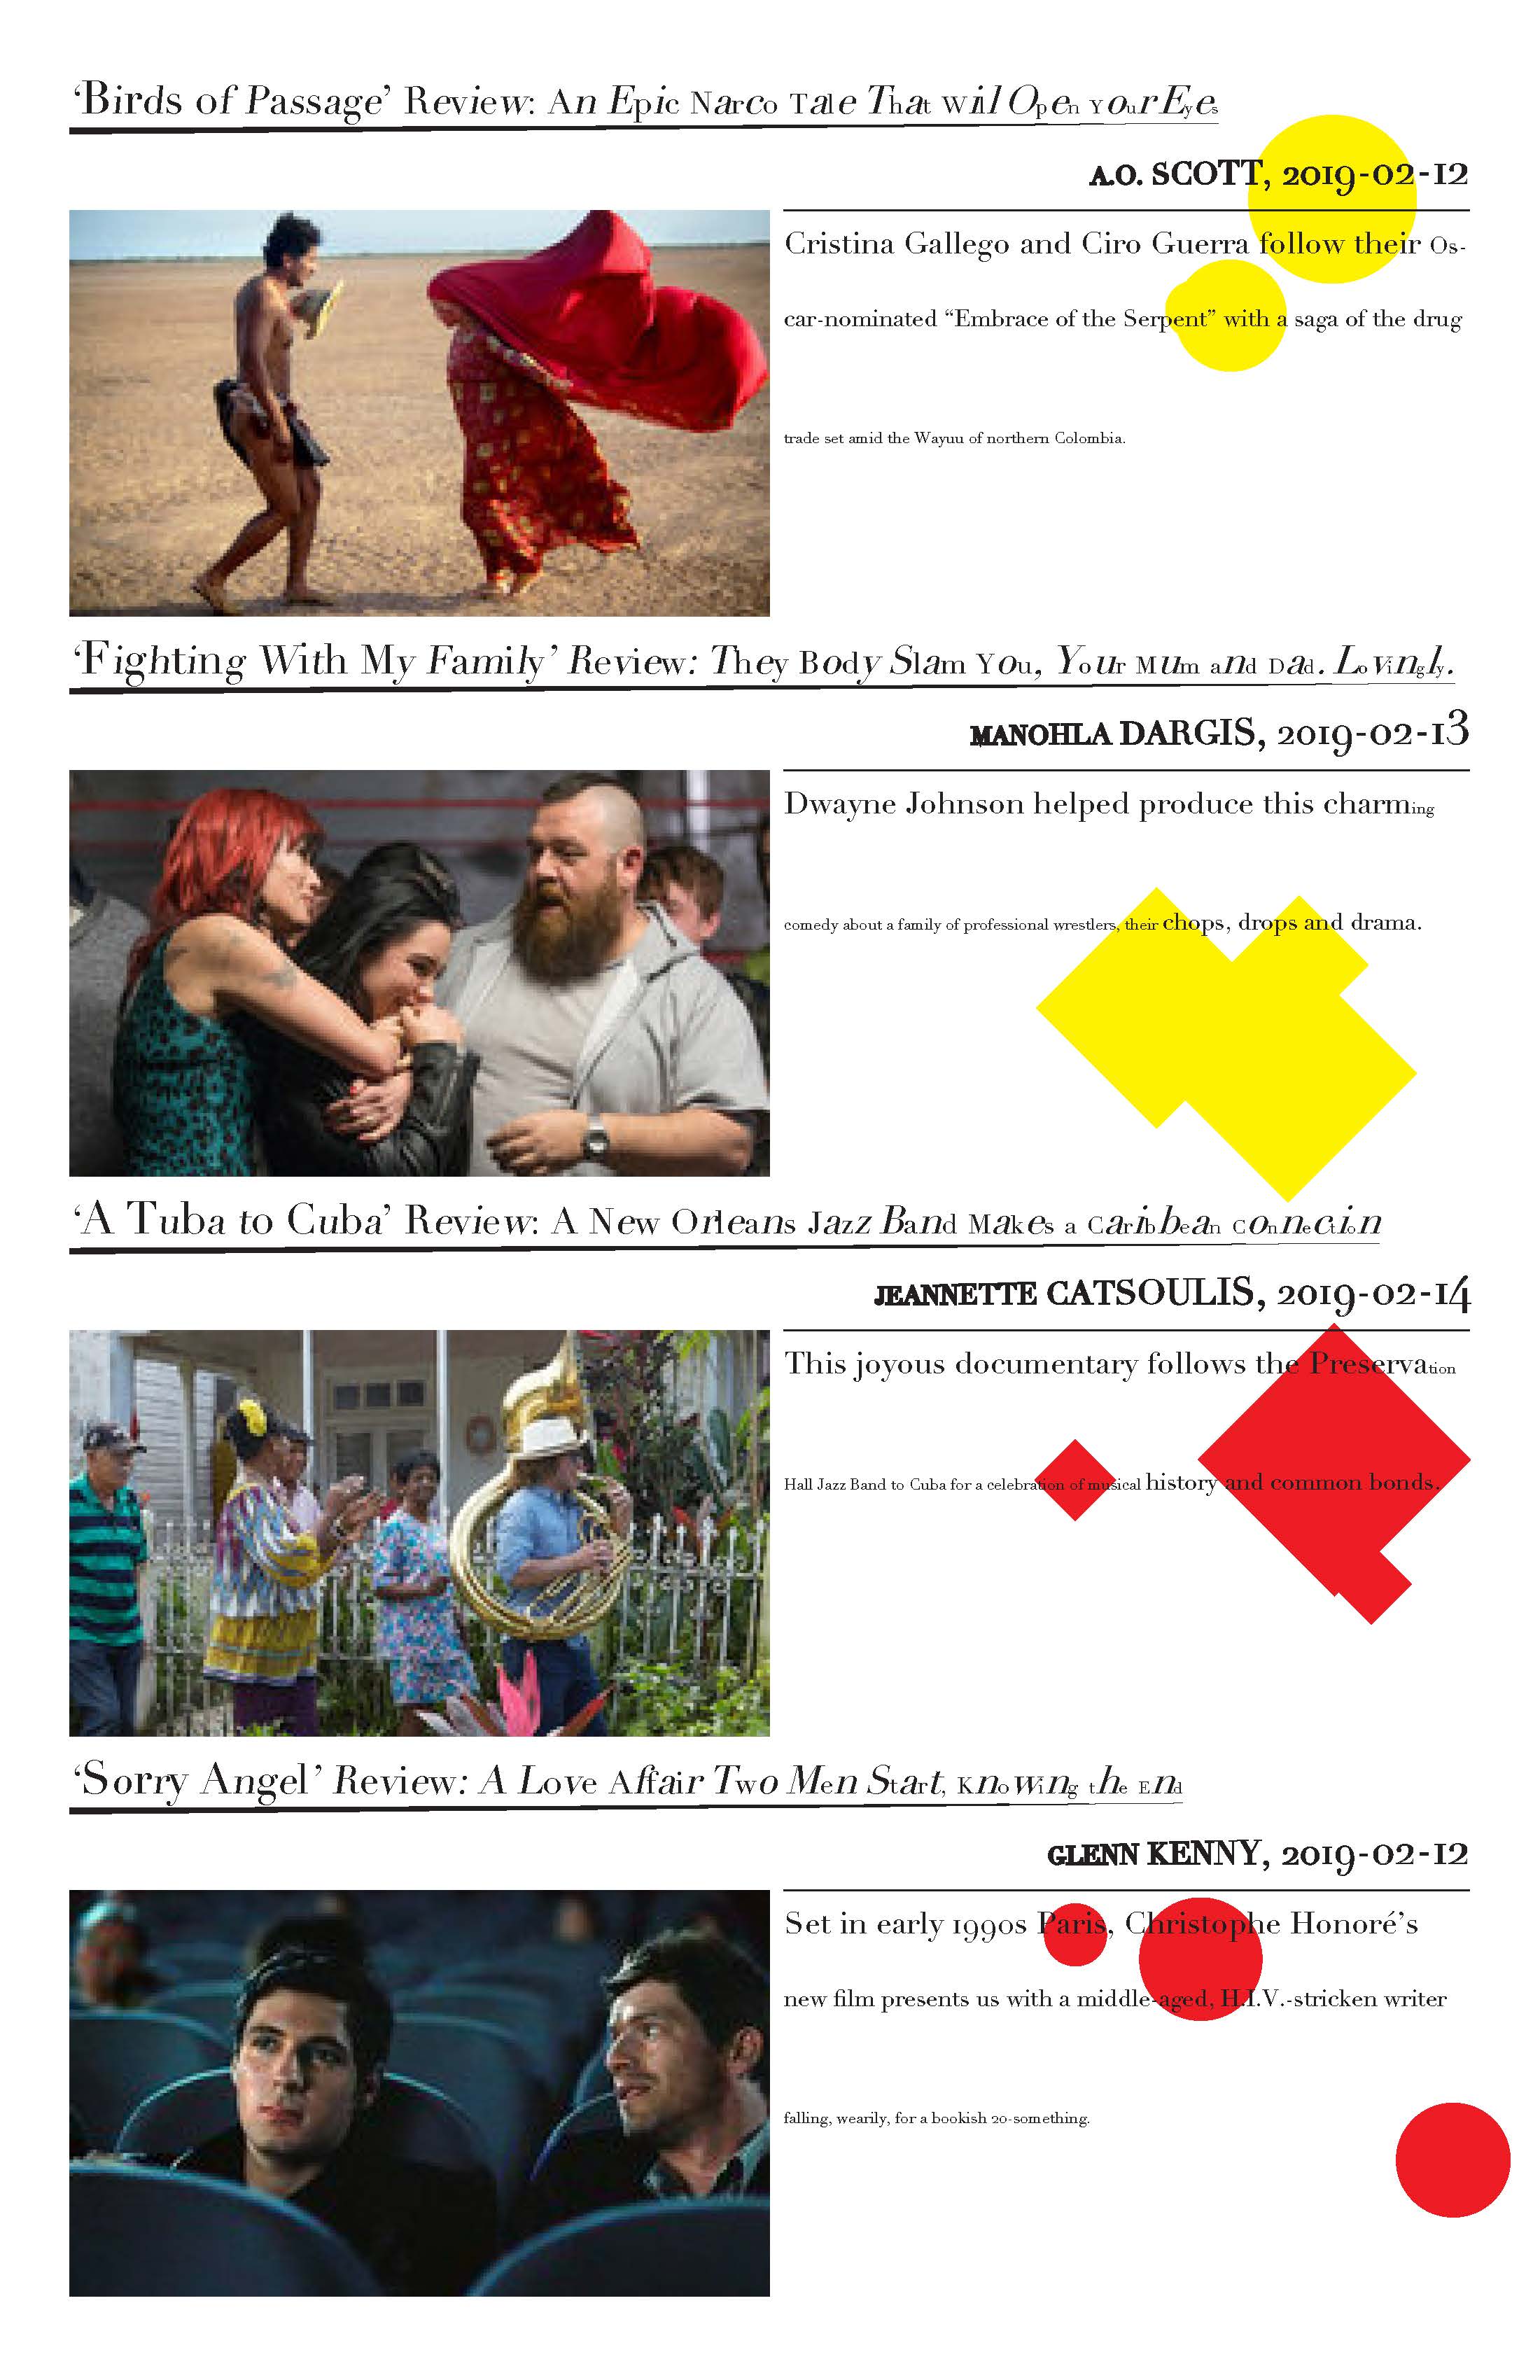 ‘Birds of Passage’ Review: An Epic Narco Tale That Will Open Your Eyes
A.O. SCOTT, 2019-02-12
Cristina Gallego and Ciro Guerra follow their Os-
car-nominated “Embrace of the Serpent” with a saga of the drug
trade set amid the Wayuu of northern Colombia.
‘Fighting With My Family’ Review: They Body Slam You, Your Mum and Dad. Lovingly.
MANOHLA DARGIS, 2019-02-13
Dwayne Johnson helped produce this charming
comedy about a family of professional wrestlers, their chops, drops and drama.
‘A Tuba to Cuba’ Review: A New Orleans Jazz Band Makes a Caribbean Connection
JEANNETTE CATSOULIS, 2019-02-14
This joyous documentary follows the Preservation
Hall Jazz Band to Cuba for a celebration of musical history and common bonds.
‘Sorry Angel’ Review: A Love Affair Two Men Start, Knowing the End
GLENN KENNY, 2019-02-12
Set in early 1990s Paris, Christophe Honoré’s
new film presents us with a middle-aged, H.I.V.-stricken writer
falling, wearily, for a bookish 20-something.